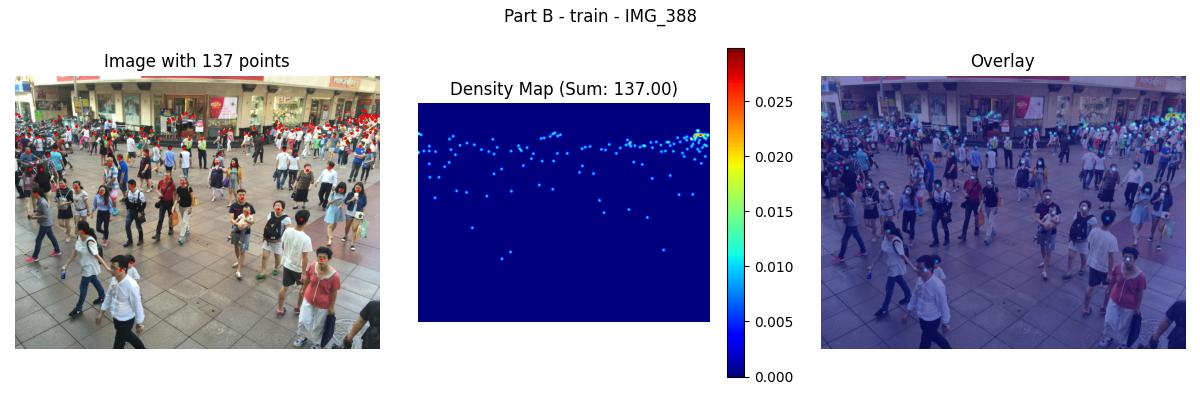 Part B - train - IMG_388
Image with 137 points
Density Map (Sum: 137.00)
0.025
0.020
0.015
0.010
0.005
0.000
Overlay